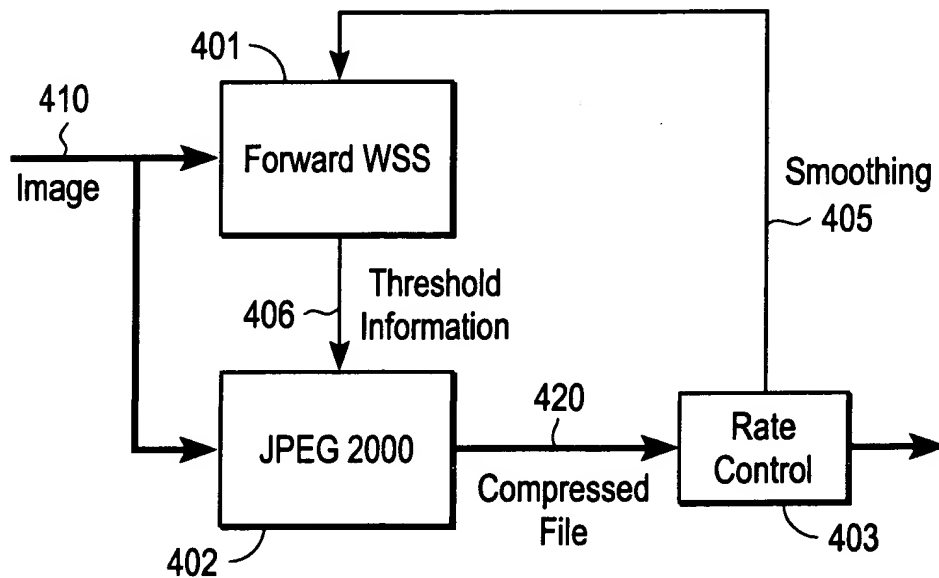 401
410
Image
Forward WSS
Smoothing
405
406
Threshold
Information
JPEG 2000
420
Compressed
File
Rate
Control
402
403